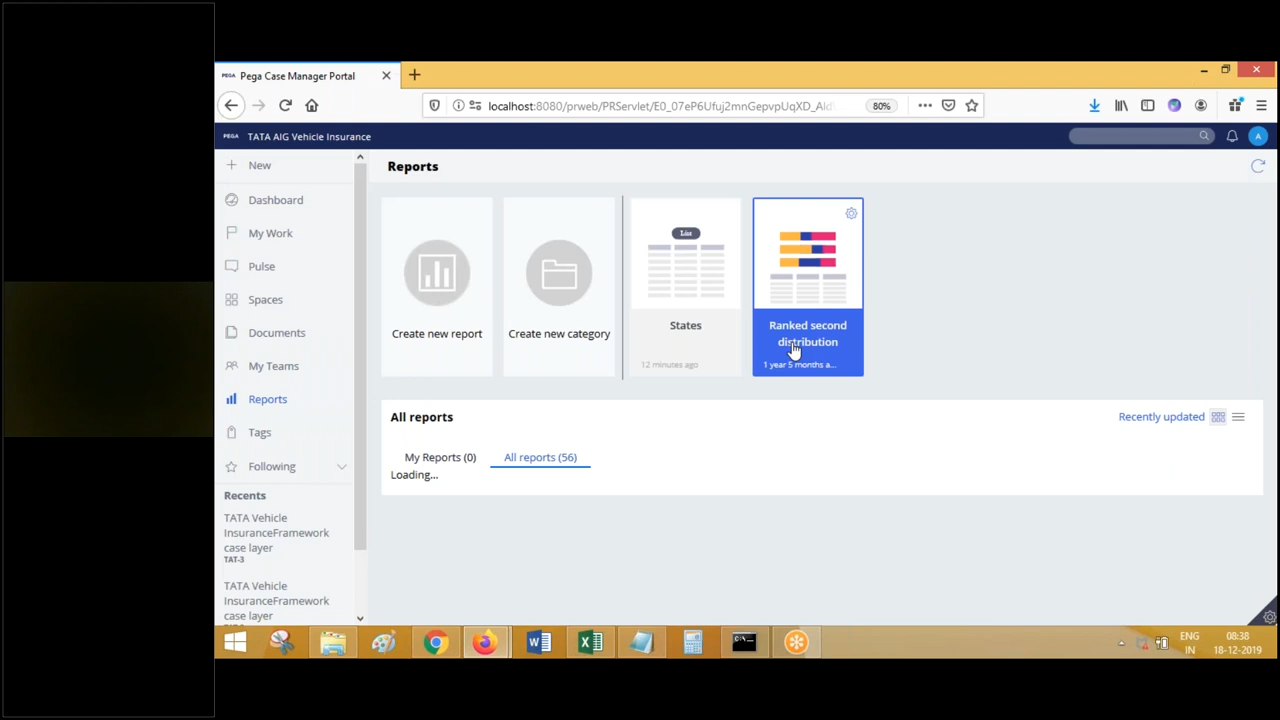 PEGA Pega Case Manager Portal
localhost:8080/prweb/PRServlet/E0_07eP6Ufuj2mnGepvpUqXD_Ald
80%
PEGA TATA AIG Vehicle Insurance
A
New
Dashboard
My Work
Pulse
Spaces
Documents
My Teams
Reports
Tags
Following
Recents
TATA Vehicle
InsuranceFramework
case layer
TAT-3
TATA Vehicle
InsuranceFramework
case layer
Reports
Create new report
Create new category
List
States
12 minutes ago
Ranked second
distribution
1 year 5 months a...
All reports
Recently updated
My Reports (0)
All reports (56)
Loading...
ENG
IN
08:38
18-12-2019